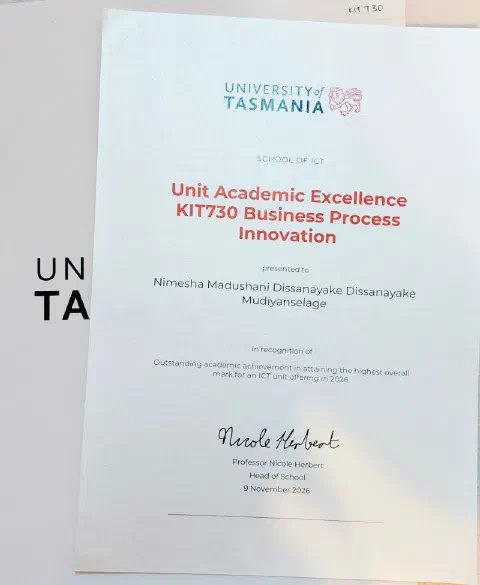 KIT730
UNIVERSITY of
TASMANIA
SCHOOL OF ICT
Unit Academic Excellence
KIT730 Business Process
Innovation
presented to
Nimesha Madushani Dissanayake Dissanayake
Mudiyanselage
in recognition of
Outstanding academic achievement in attaining the highest overall
mark for an ICT unit offering in 2026
Nicole Herbert
Professor Nicole Herbert
Head of School
9 November 2026
UN
TA